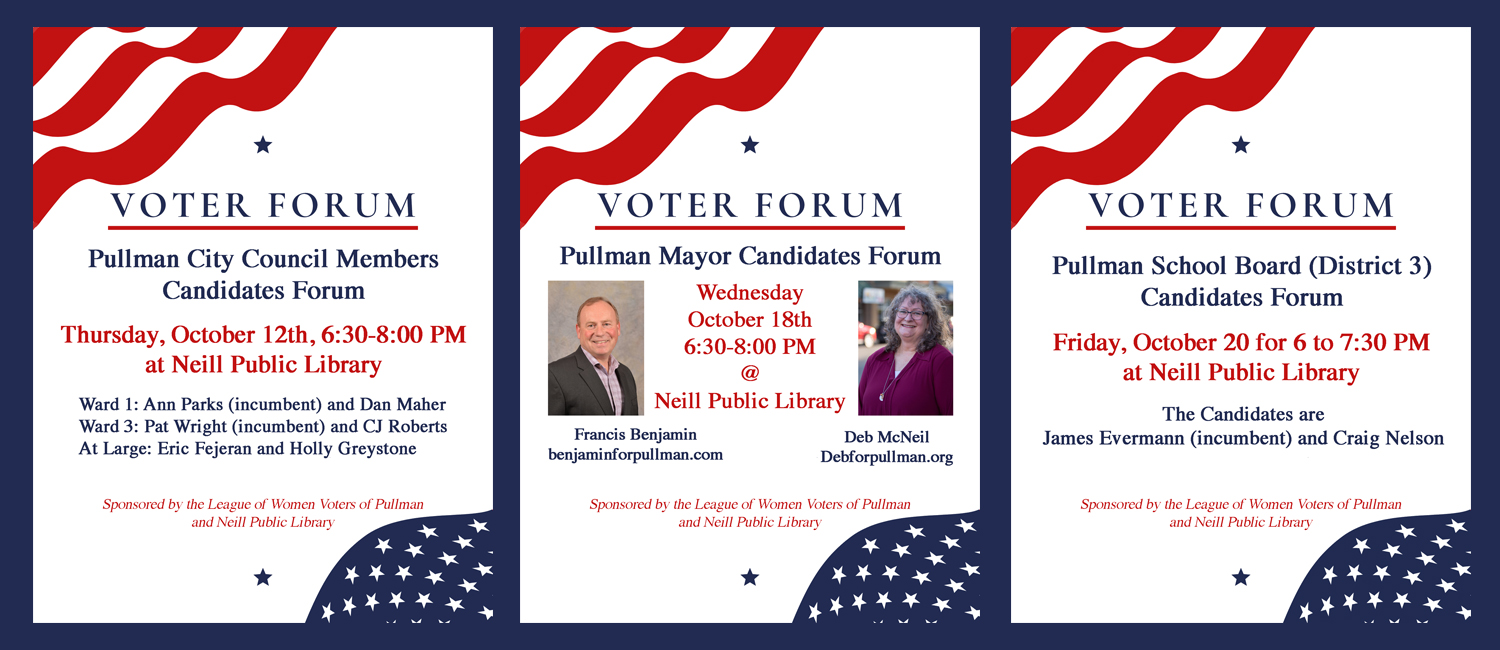 VOTER FORUM
Pullman City Council Members
Candidates Forum
Thursday, October 12th, 6:30-8:00 PM
at Neill Public Library
Ward 1: Ann Parks (incumbent) and Dan Maher
Ward 3: Pat Wright (incumbent) and CJ Roberts
At Large: Eric Fejeran and Holly Greystone
Sponsored by the League of Women Voters of Pullman
and Neill Public Library
VOTER FORUM
Pullman Mayor Candidates Forum
Wednesday
October 18th
6:30-8:00 PM
@
Neill Public Library
Francis Benjamin
benjaminforpullman.com
Deb McNeil
Debforpullman.org
Sponsored by the League of Women Voters of Pullman
and Neill Public Library
VOTER FORUM
Pullman School Board (District 3)
Candidates Forum
Friday, October 20 for 6 to 7:30 PM
at Neill Public Library
The Candidates are
James Evermann (incumbent) and Craig Nelson
Sponsored by the League of Women Voters of Pullman
and Neill Public Library